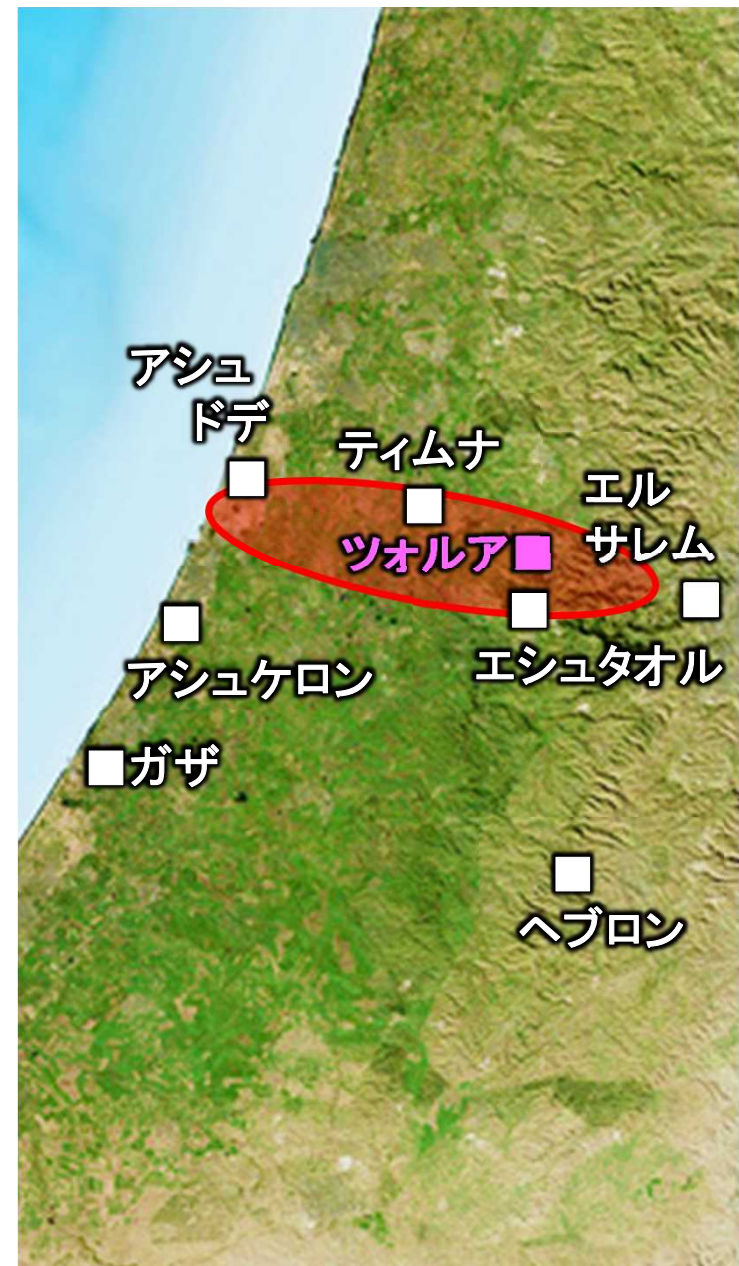 アシュ
ドデ
ティムナ
エル
サレム
ツォルア
アシュケロン
エシュタオル
ガザ
ヘブロン